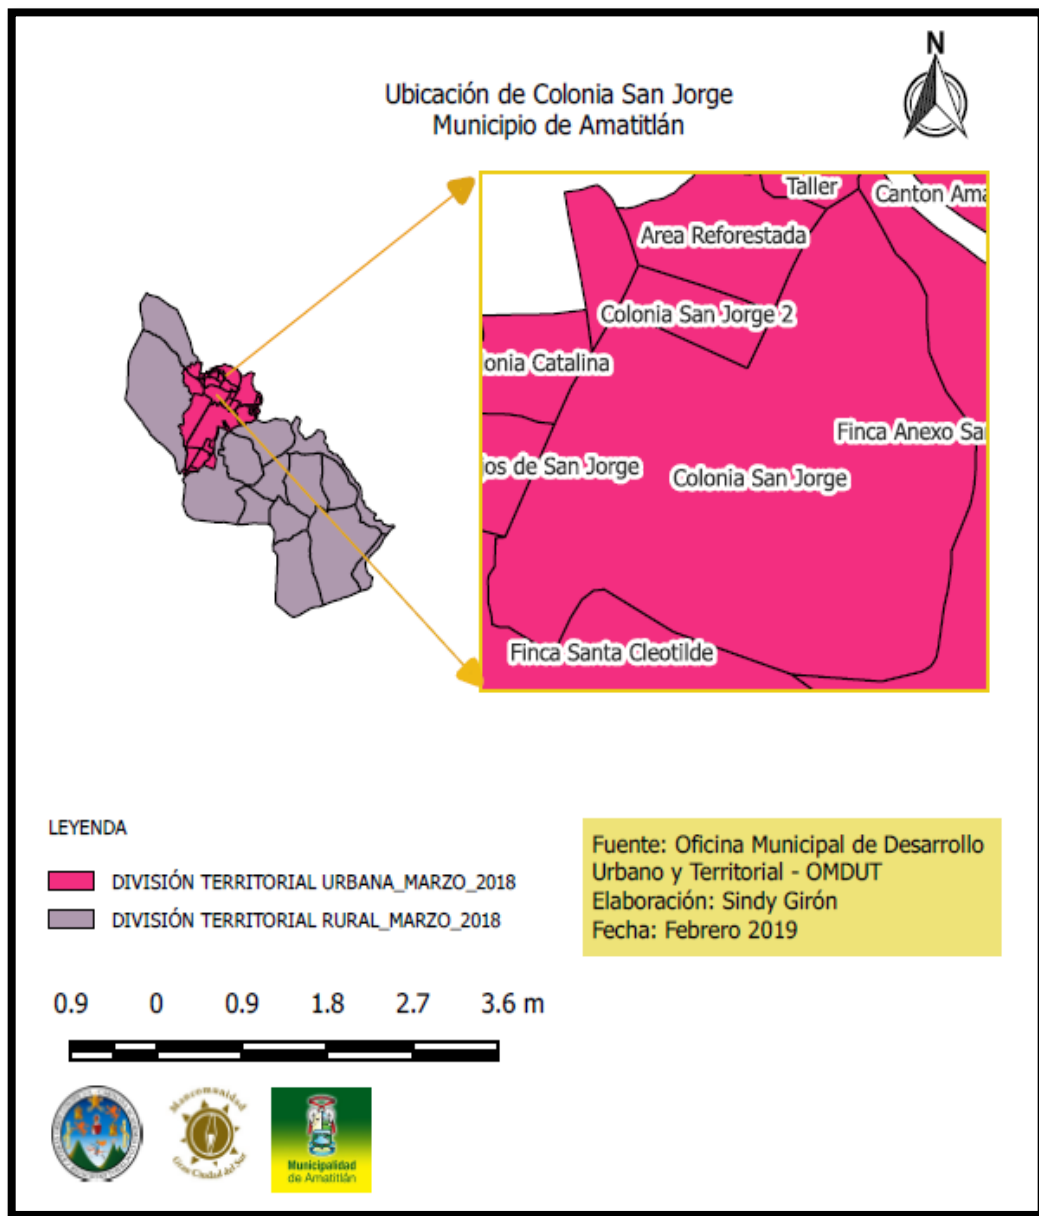 N
Ubicación de Colonia San Jorge
Municipio de Amatitlán
Taller
Canton Ama
Area Reforestada
Colonia San Jorge 2
lonia Catalina
Finca Anexo Sa
jos de San Jorge
Colonia San Jorge
Finca Santa Cleotilde
LEYENDA
DIVISIÓN TERRITORIAL URBANA_MARZO_2018
DIVISIÓN TERRITORIAL RURAL_MARZO_2018
Fuente: Oficina Municipal de Desarrollo
Urbano y Territorial - OMDUT
Elaboración: Sindy Girón
Fecha: Febrero 2019
0.9 0 0.9 1.8 2.7 3.6 m
Mancomunidad
Gran Ciudad del Sur
Municipalidad
de Amatitlán